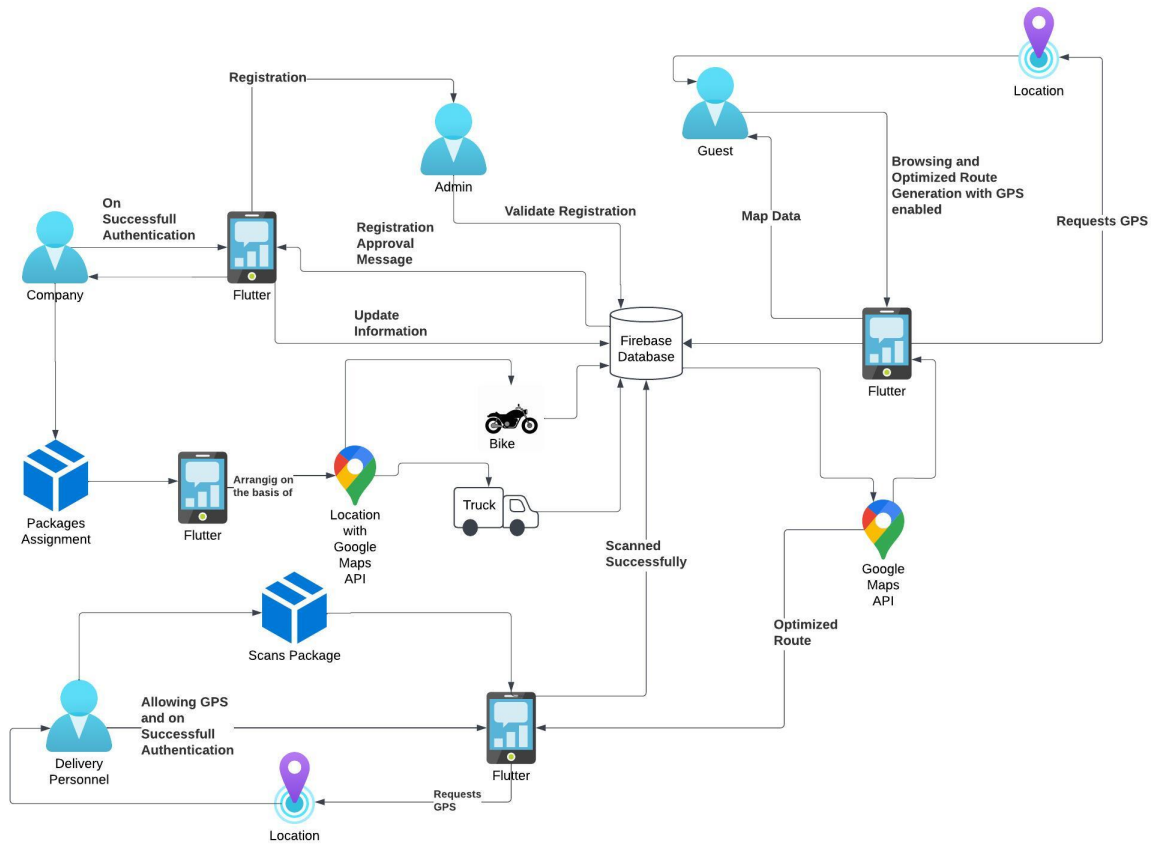 Location
Registration
Guest
Admin
Browsing and
Optimized Route
Generation with GPS
enabled
On
Successfull
Authentication
Validate Registration
Map Data
Requests GPS
Registration
Approval
Message
Company
Flutter
Update
Information
Firebase
Database
Flutter
Bike
Arrangig on
the basis of
Truck
Packages
Assignment
Flutter
Location
with
Google
Maps
API
Scanned
Successfully
Google
Maps
API
Optimized
Route
Scans Package
Allowing GPS
and on
Successfull
Authentication
Delivery
Personnel
Flutter
Requests
GPS
Location